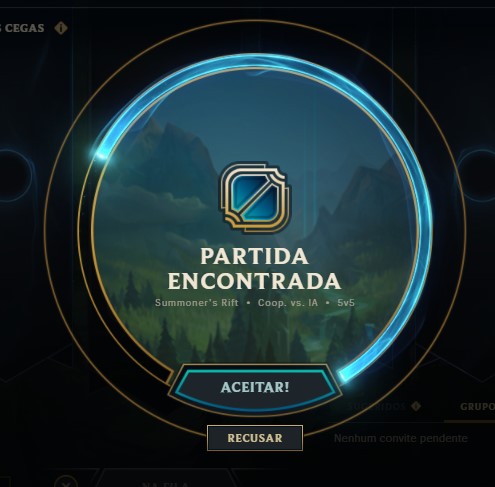 CEGAS
PARTIDA
ENCONTRADA
Summoner's Rift • Coop. vs. IA • 5v5
ACEITAR!
GRUPO
RECUSAR
Nenhum convite pendente
NA FILA